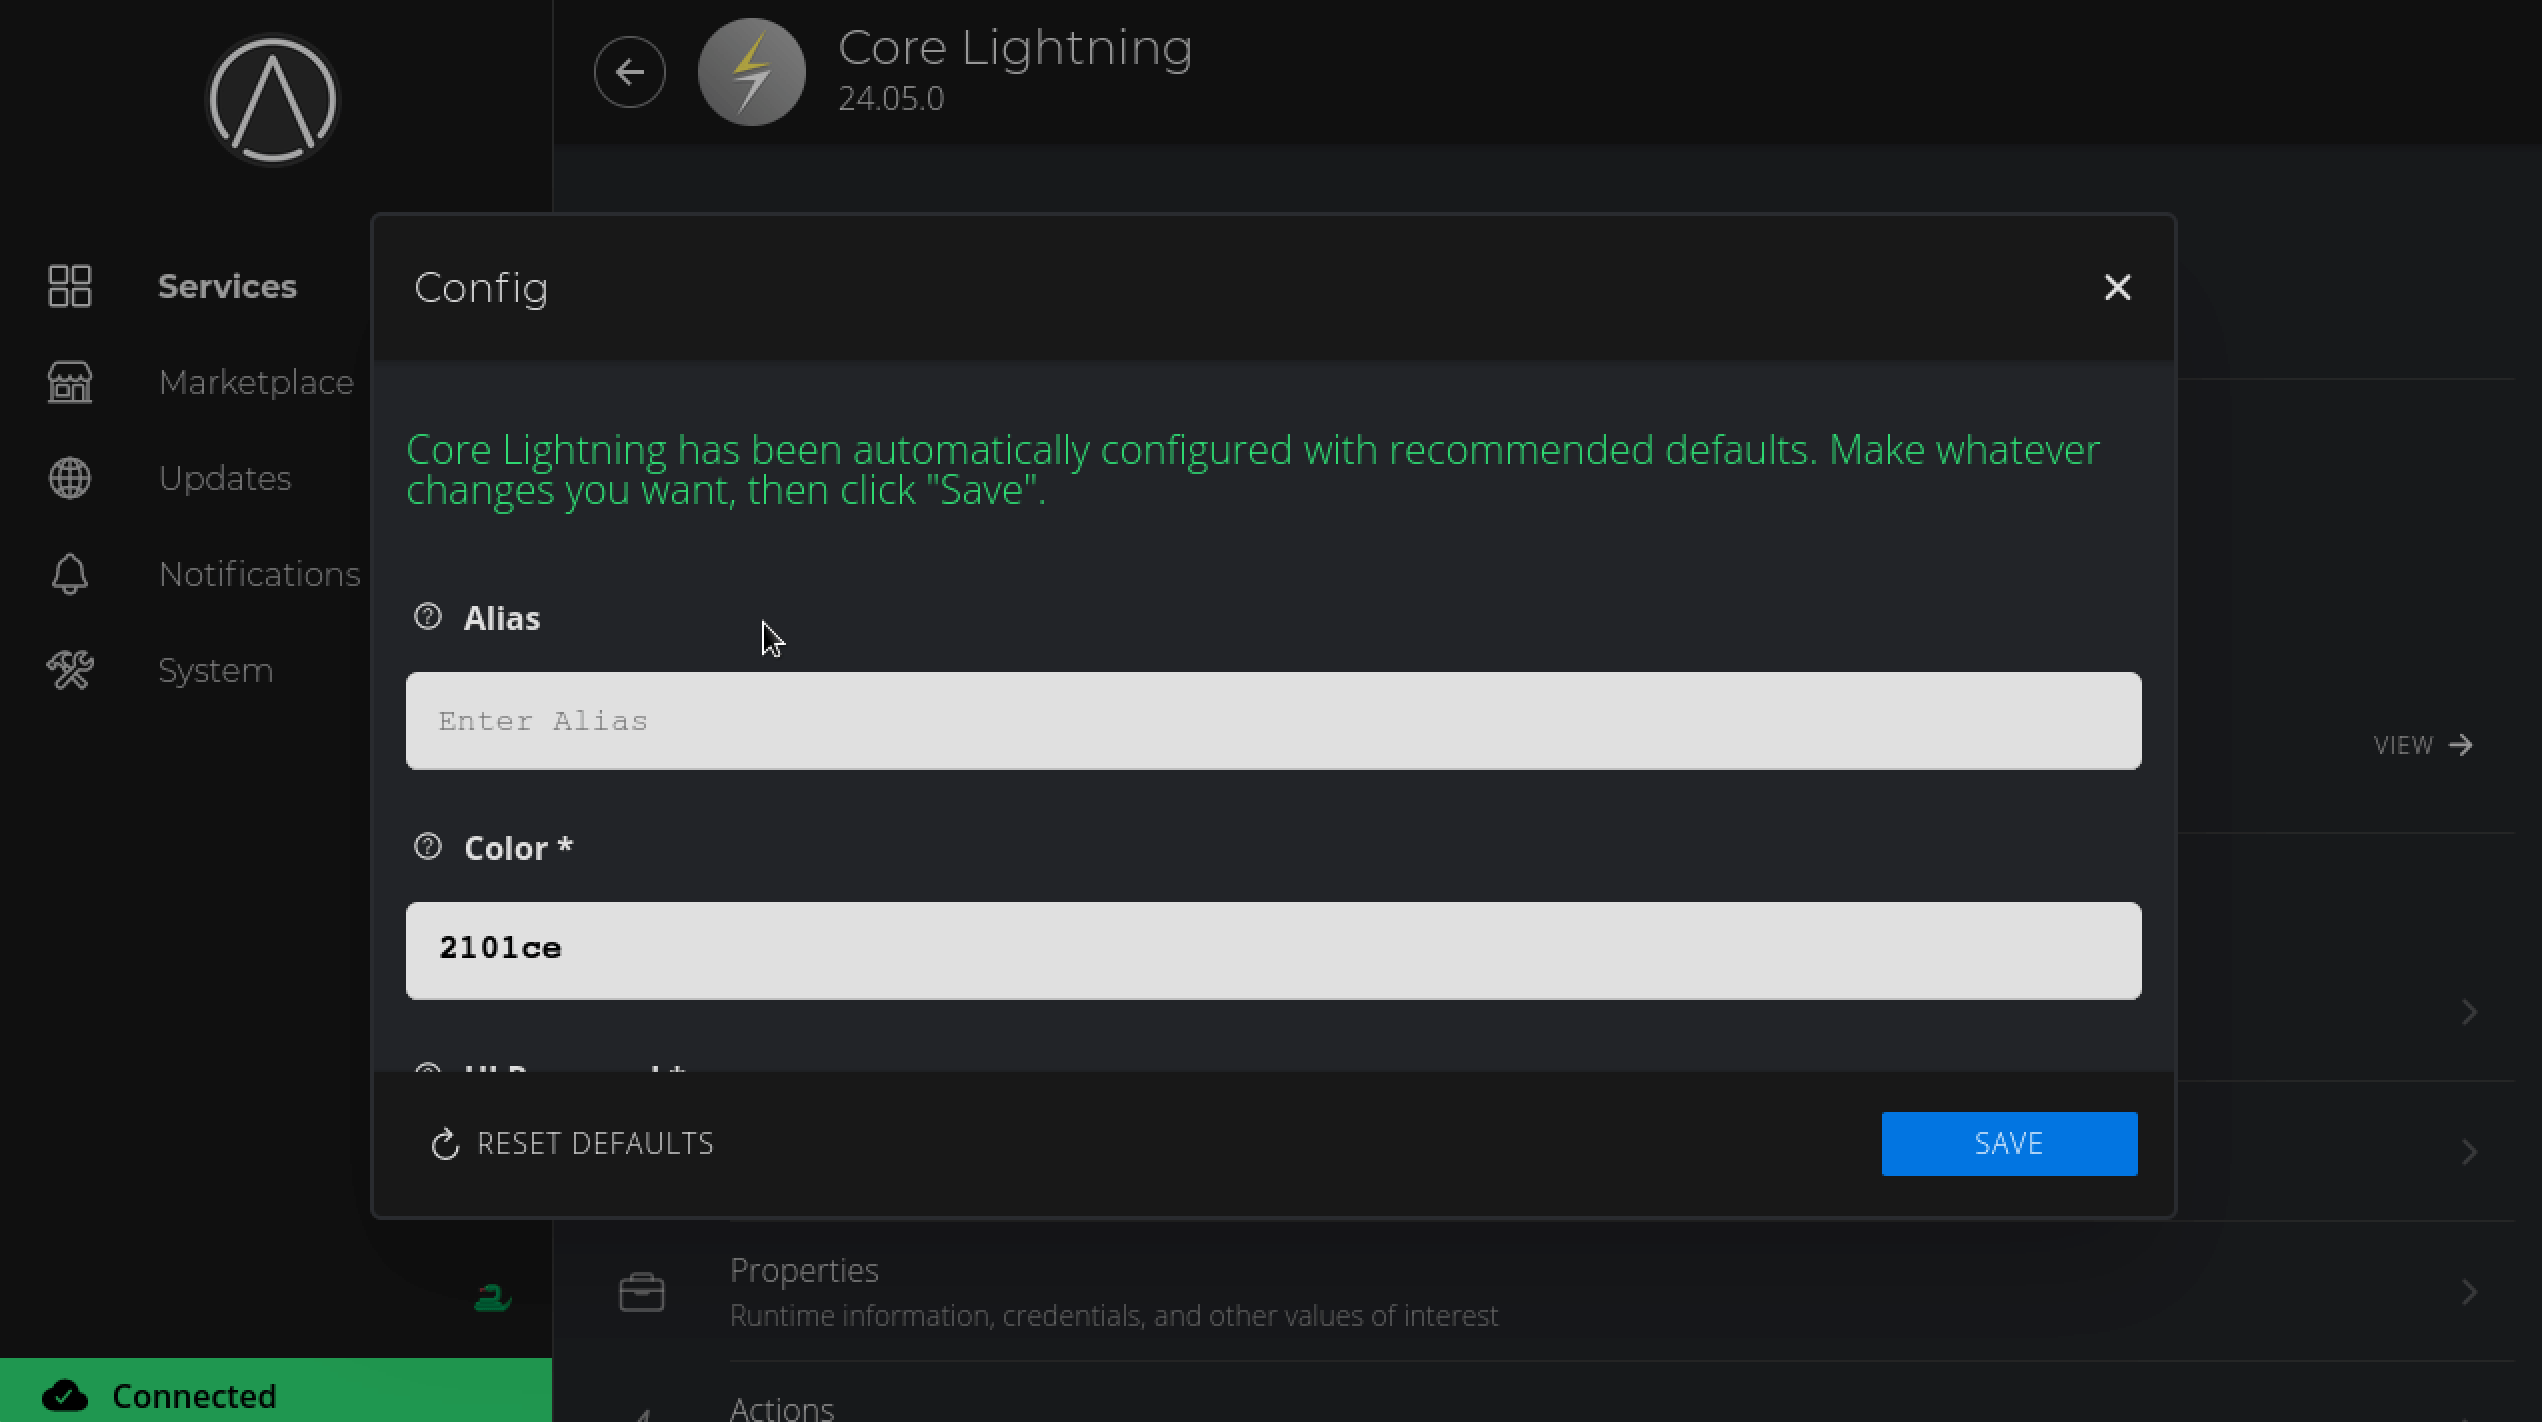 Core Lightning
24.05.0
Services
Marketplace
Updates
Notifications
System
Config
Core Lightning has been automatically configured with recommended defaults. Make whatever
changes you want, then click "Save".
Alias
Enter Alias
Color *
2101ce
VIEW
RESET DEFAULTS
SAVE
Properties
Runtime information, credentials, and other values of interest
Actions
Connected